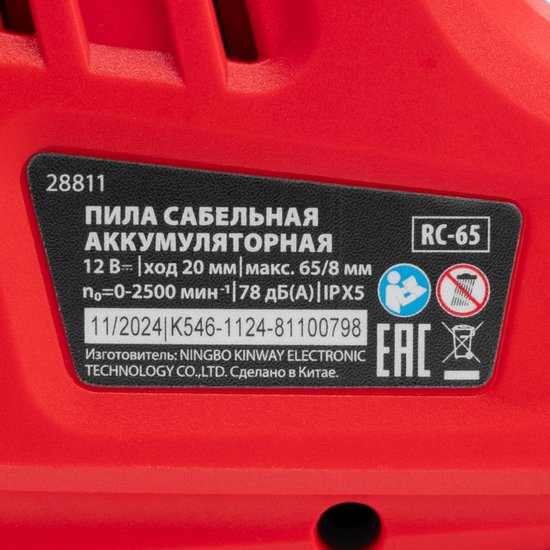 28811
ПИЛА САБЕЛЬНАЯ
АККУМУЛЯТОРНАЯ
RC-65
12 В⎓|ход 20 мм|макс. 65/8 мм
n₀=0-2500 мин⁻¹|78 дБ(А)|IPX5
11/2024|K546-1124-81100798
EAC
Изготовитель: NINGBO KINWAY ELECTRONIC
TECHNOLOGY CO.,LTD. Сделано в Китае.